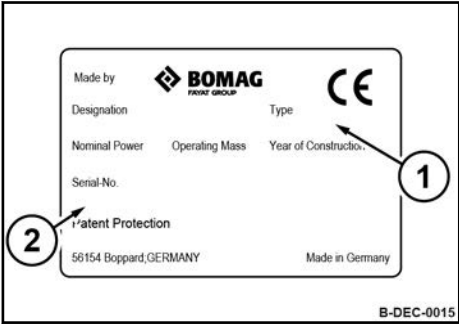 Made by BOMAG CE
FAYAT GROUP
Designation Type
Nominal Power Operating Mass Year of Construction
1
Serial-No.
Patent Protection
2
56154 Boppard;GERMANY Made in Germany
B-DEC-0015